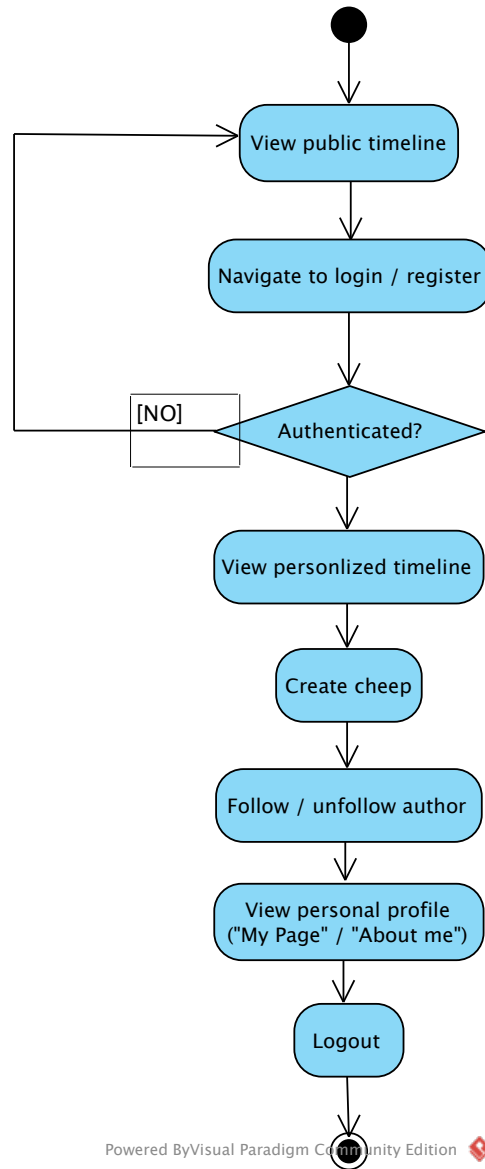 View public timeline
Navigate to login / register
[NO]
Authenticated?
View personlized timeline
Create cheep
Follow / unfollow author
View personal profile
("My Page" / "About me")
Logout
Powered ByVisual Paradigm Community Edition